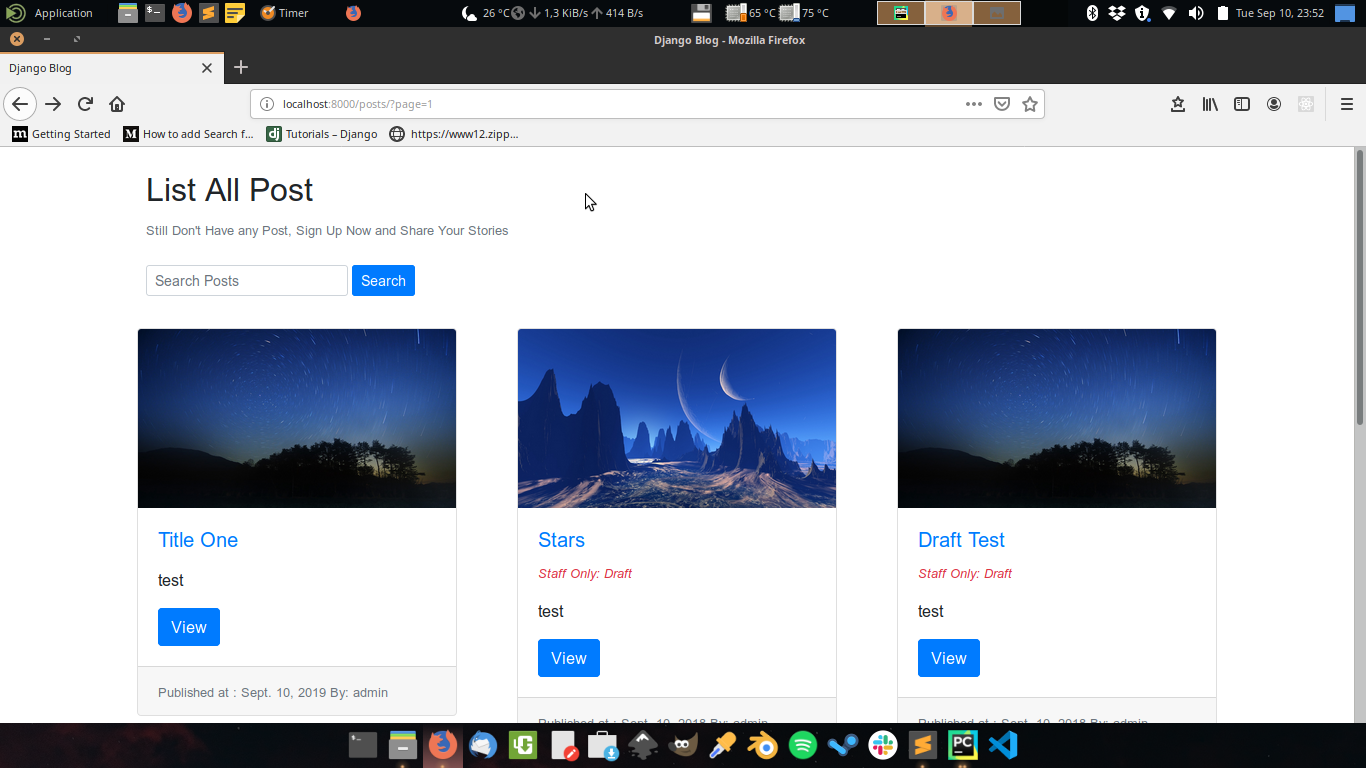 Application
Timer
26 °C
1,3 KiB/s
414 B/s
65 °C
75 °C
Tue Sep 10, 23:52
Django Blog - Mozilla Firefox
Django Blog
localhost:8000/posts/?page=1
Getting Started
How to add Search f...
Tutorials – Django
https://www12.zipp...
List All Post
Still Don't Have any Post, Sign Up Now and Share Your Stories
Search Posts
Search
Title One
test
View
Published at : Sept. 10, 2019 By: admin
Stars
Staff Only: Draft
test
View
Draft Test
Staff Only: Draft
test
View